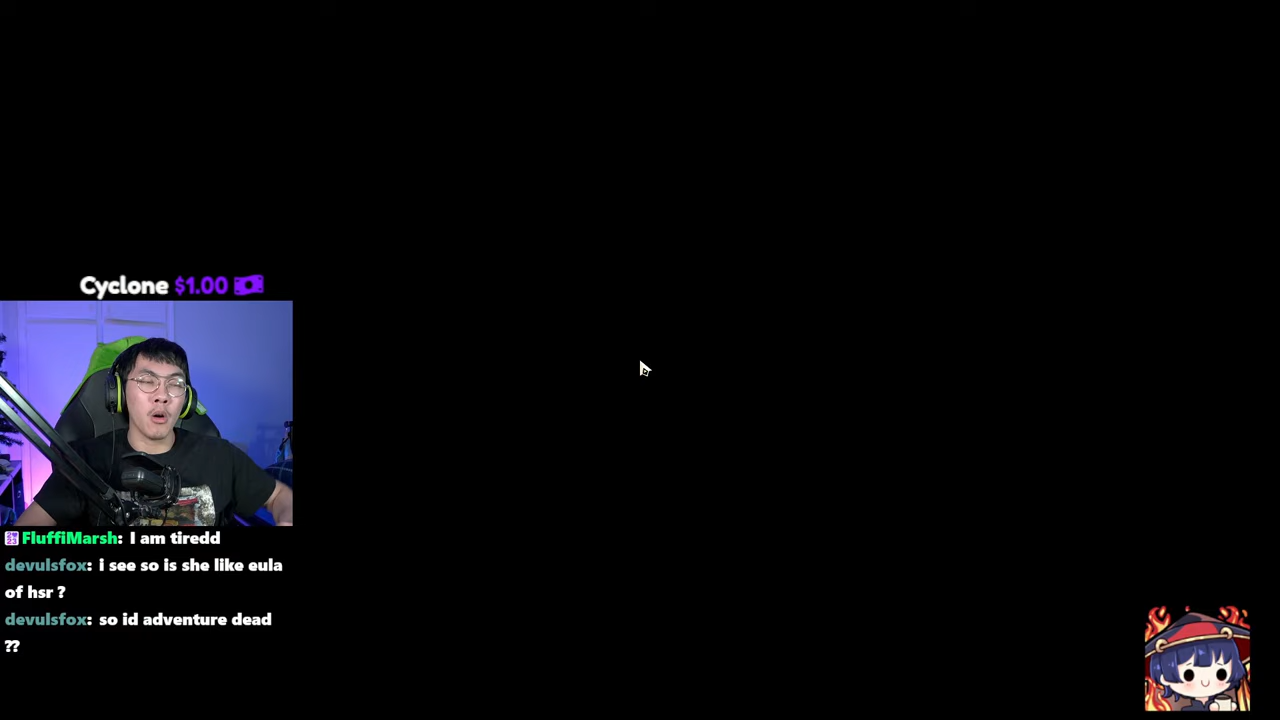 Cyclone $1.00
FluffiMarsh: I am tiredd
devulsfox: i see so is she like eula
of hsr ?
devulsfox: so id adventure dead
??